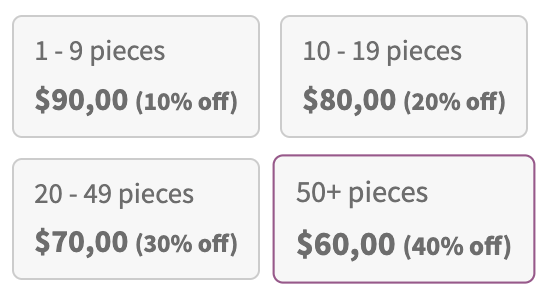 1 - 9 pieces
$90,00 (10% off)
10 - 19 pieces
$80,00 (20% off)
20 - 49 pieces
$70,00 (30% off)
50+ pieces
$60,00 (40% off)